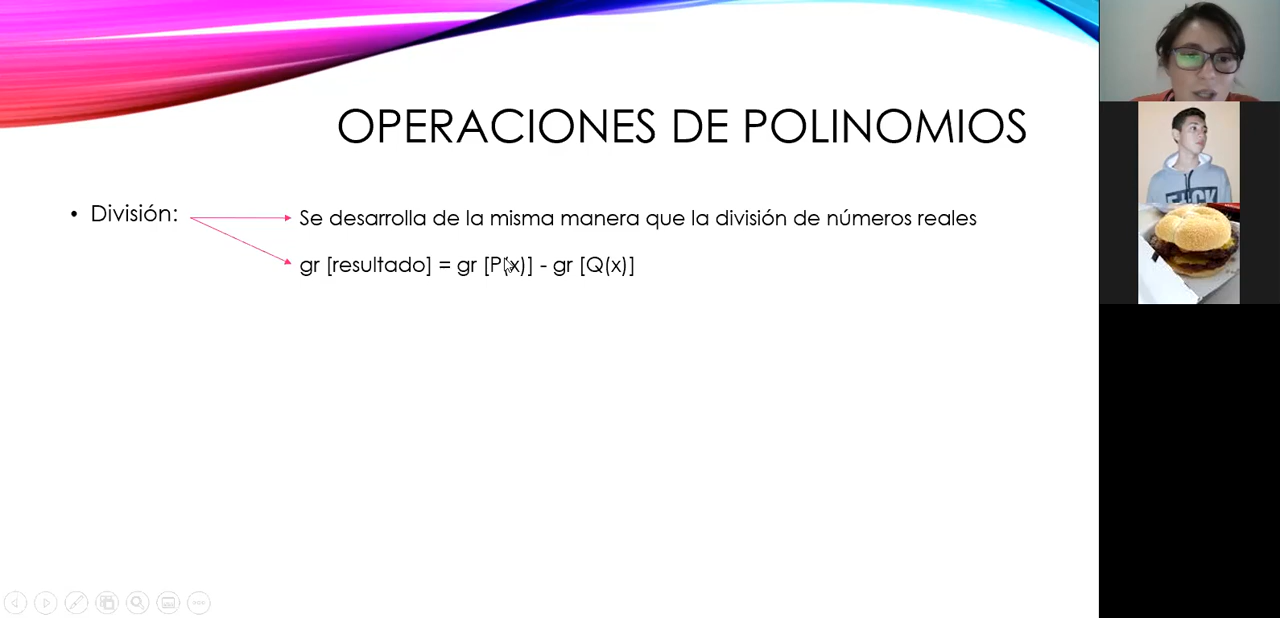 OPERACIONES DE POLINOMIOS
• División:
Se desarrolla de la misma manera que la división de números reales
gr [resultado] = gr [P(x)] - gr [Q(x)]